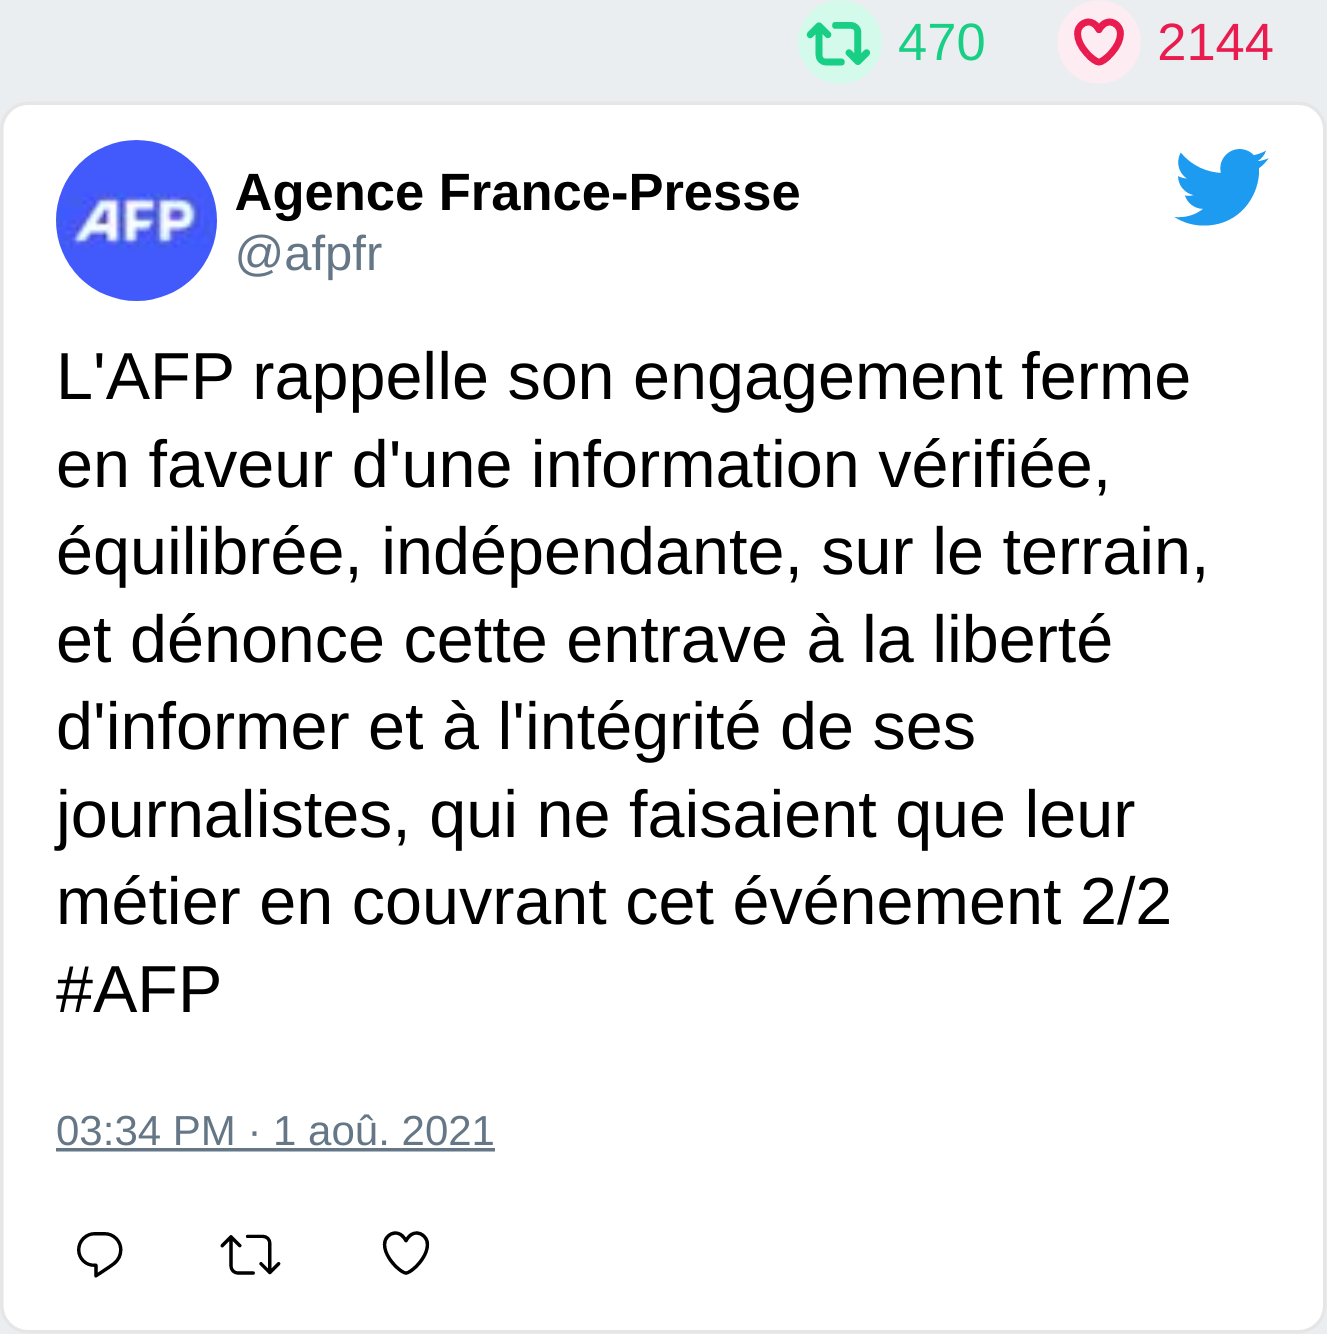 470 2144
AFP
Agence France-Presse
@afpfr
L'AFP rappelle son engagement ferme
en faveur d'une information vérifiée,
équilibrée, indépendante, sur le terrain,
et dénonce cette entrave à la liberté
d'informer et à l'intégrité de ses
journalistes, qui ne faisaient que leur
métier en couvrant cet événement 2/2
#AFP
03:34 PM · 1 aoû. 2021